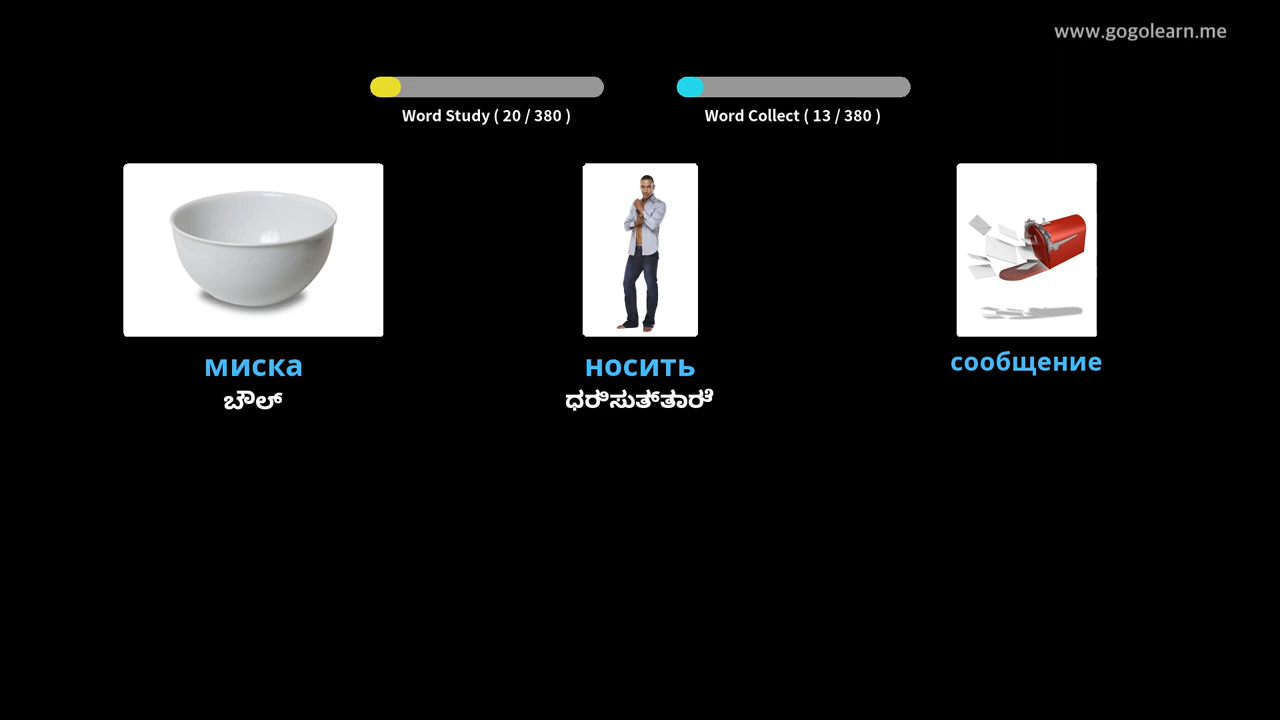 www.gogolearn.me
Word Study ( 20 / 380 )
Word Collect ( 13 / 380 )
миска
ಬೌಲ್
носить
ಧರಿಸುತ್ತಾರೆ
сообщение